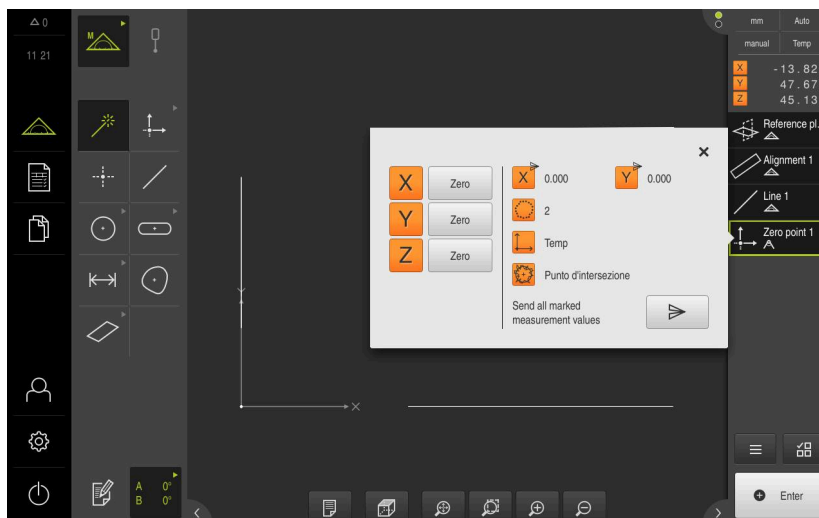 0
11 21
M
A 0°
B 0°
X Zero
Y Zero
Z Zero
X 0.000 Y 0.000
2
Temp
Punto d'intersezione
Send all marked
measurement values
Y
X
mm Auto
manual Temp
X -13.82
Y 47.67
Z 45.13
Reference pl.
Alignment 1
Line 1
Zero point 1
Enter